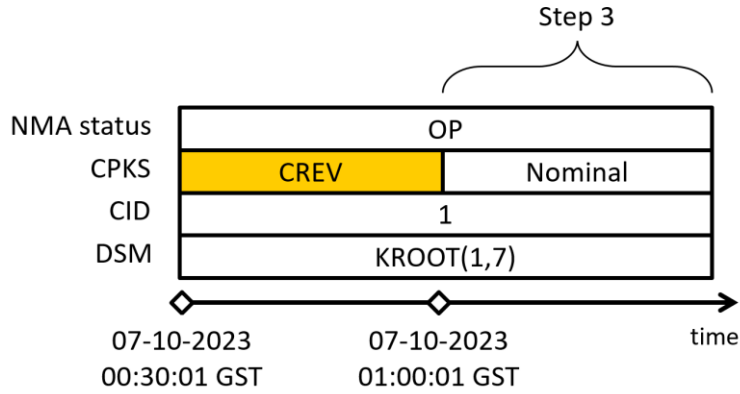 Step 3
NMA status OP
CPKS CREV Nominal
CID 1
DSM KROOT(1,7)
07-10-2023 07-10-2023 time
00:30:01 GST 01:00:01 GST